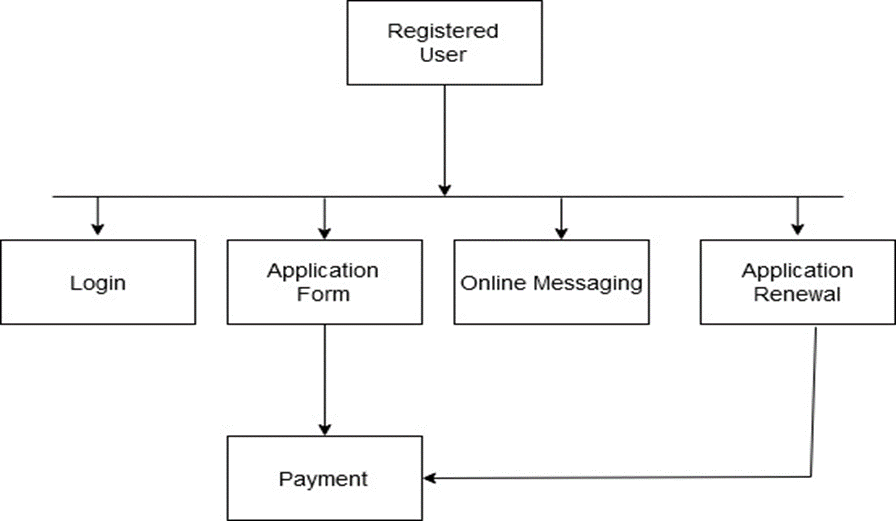 Registered
User
Login
Application
Form
Online Messaging
Application
Renewal
Payment